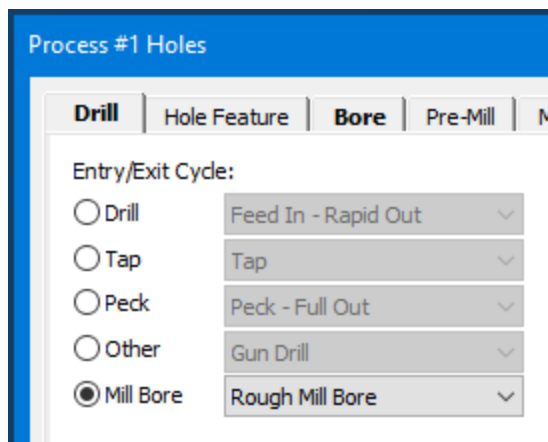 Process #1 Holes
Drill Hole Feature Bore Pre-Mill
Entry/Exit Cycle:
Drill Feed In - Rapid Out
Tap Tap
Peck Peck - Full Out
Other Gun Drill
Mill Bore Rough Mill Bore